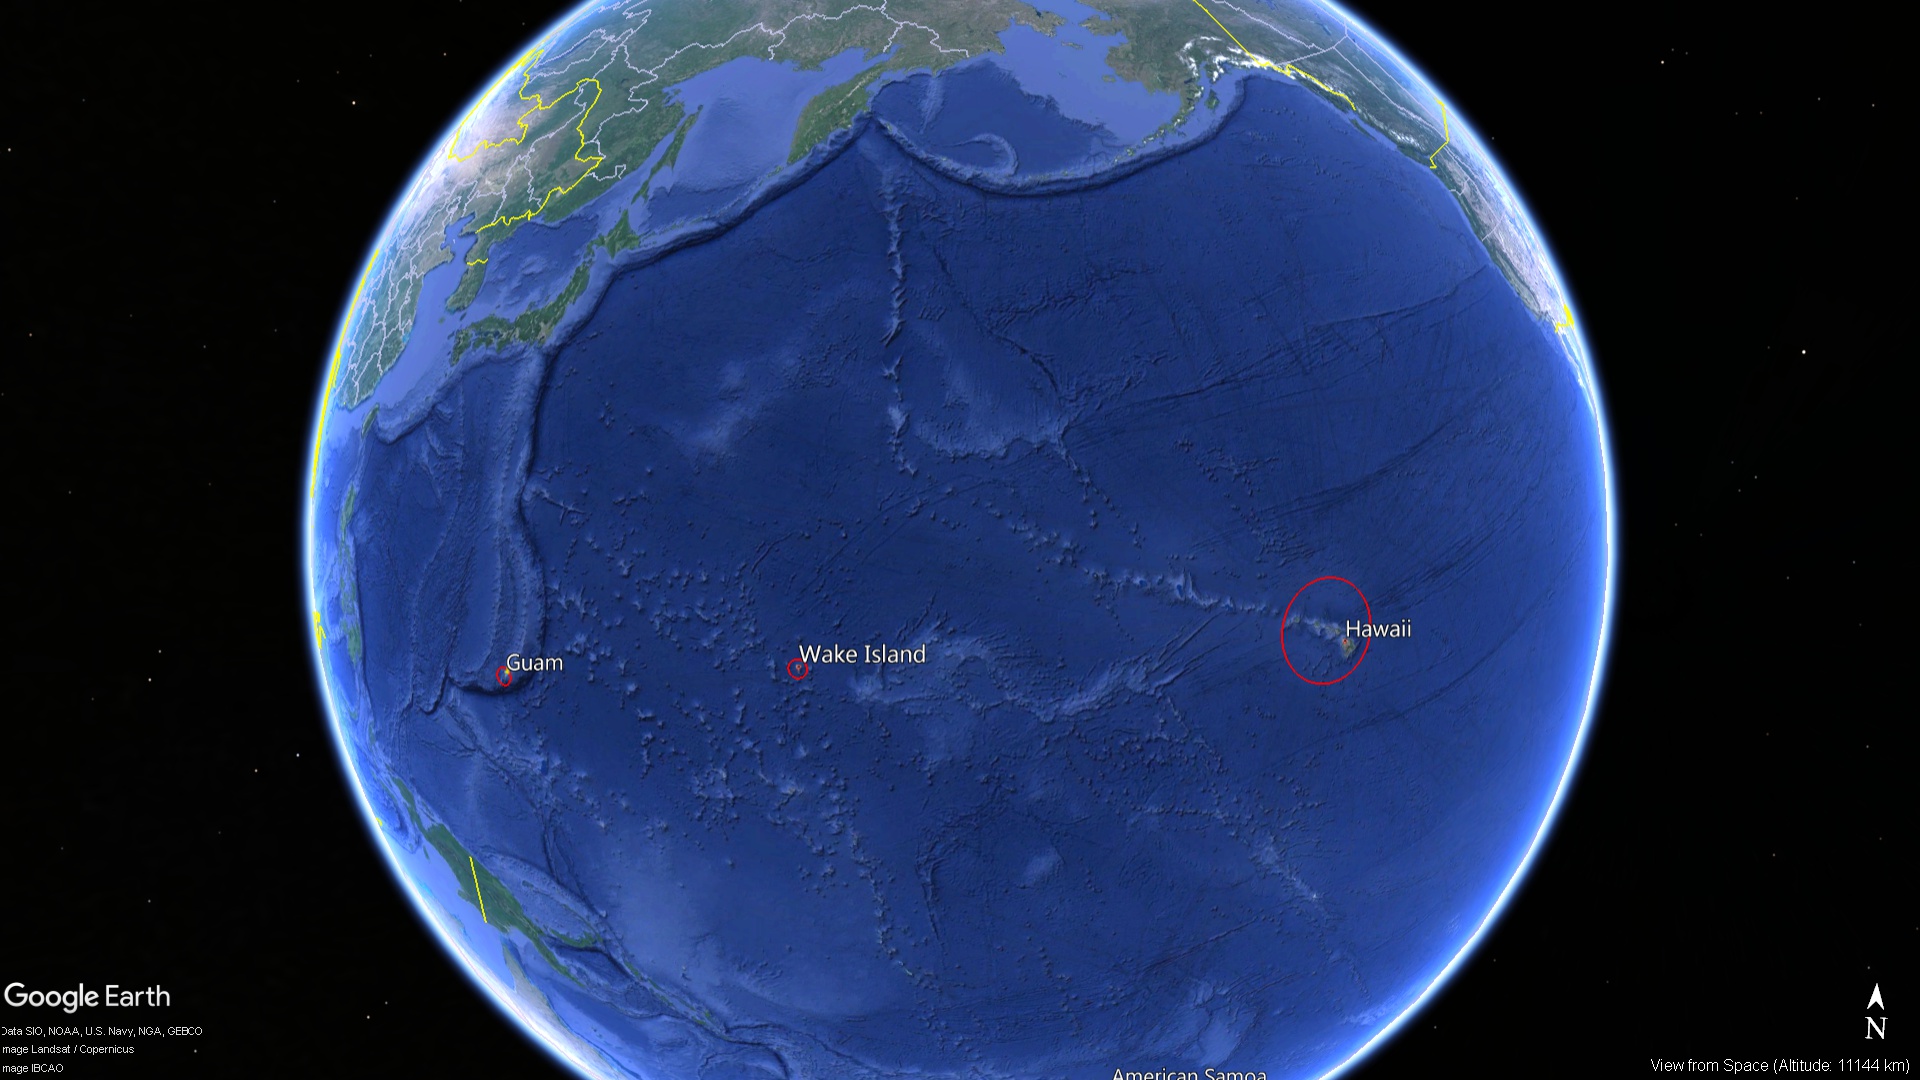 Hawaii
Wake Island
Guam
Google Earth
Data SIO, NOAA, U.S. Navy, NGA, GEBCO
mage Landsat / Copernicus
mage IBCAO
N
View from Space (Altitude: 11144 km)
American Samoa